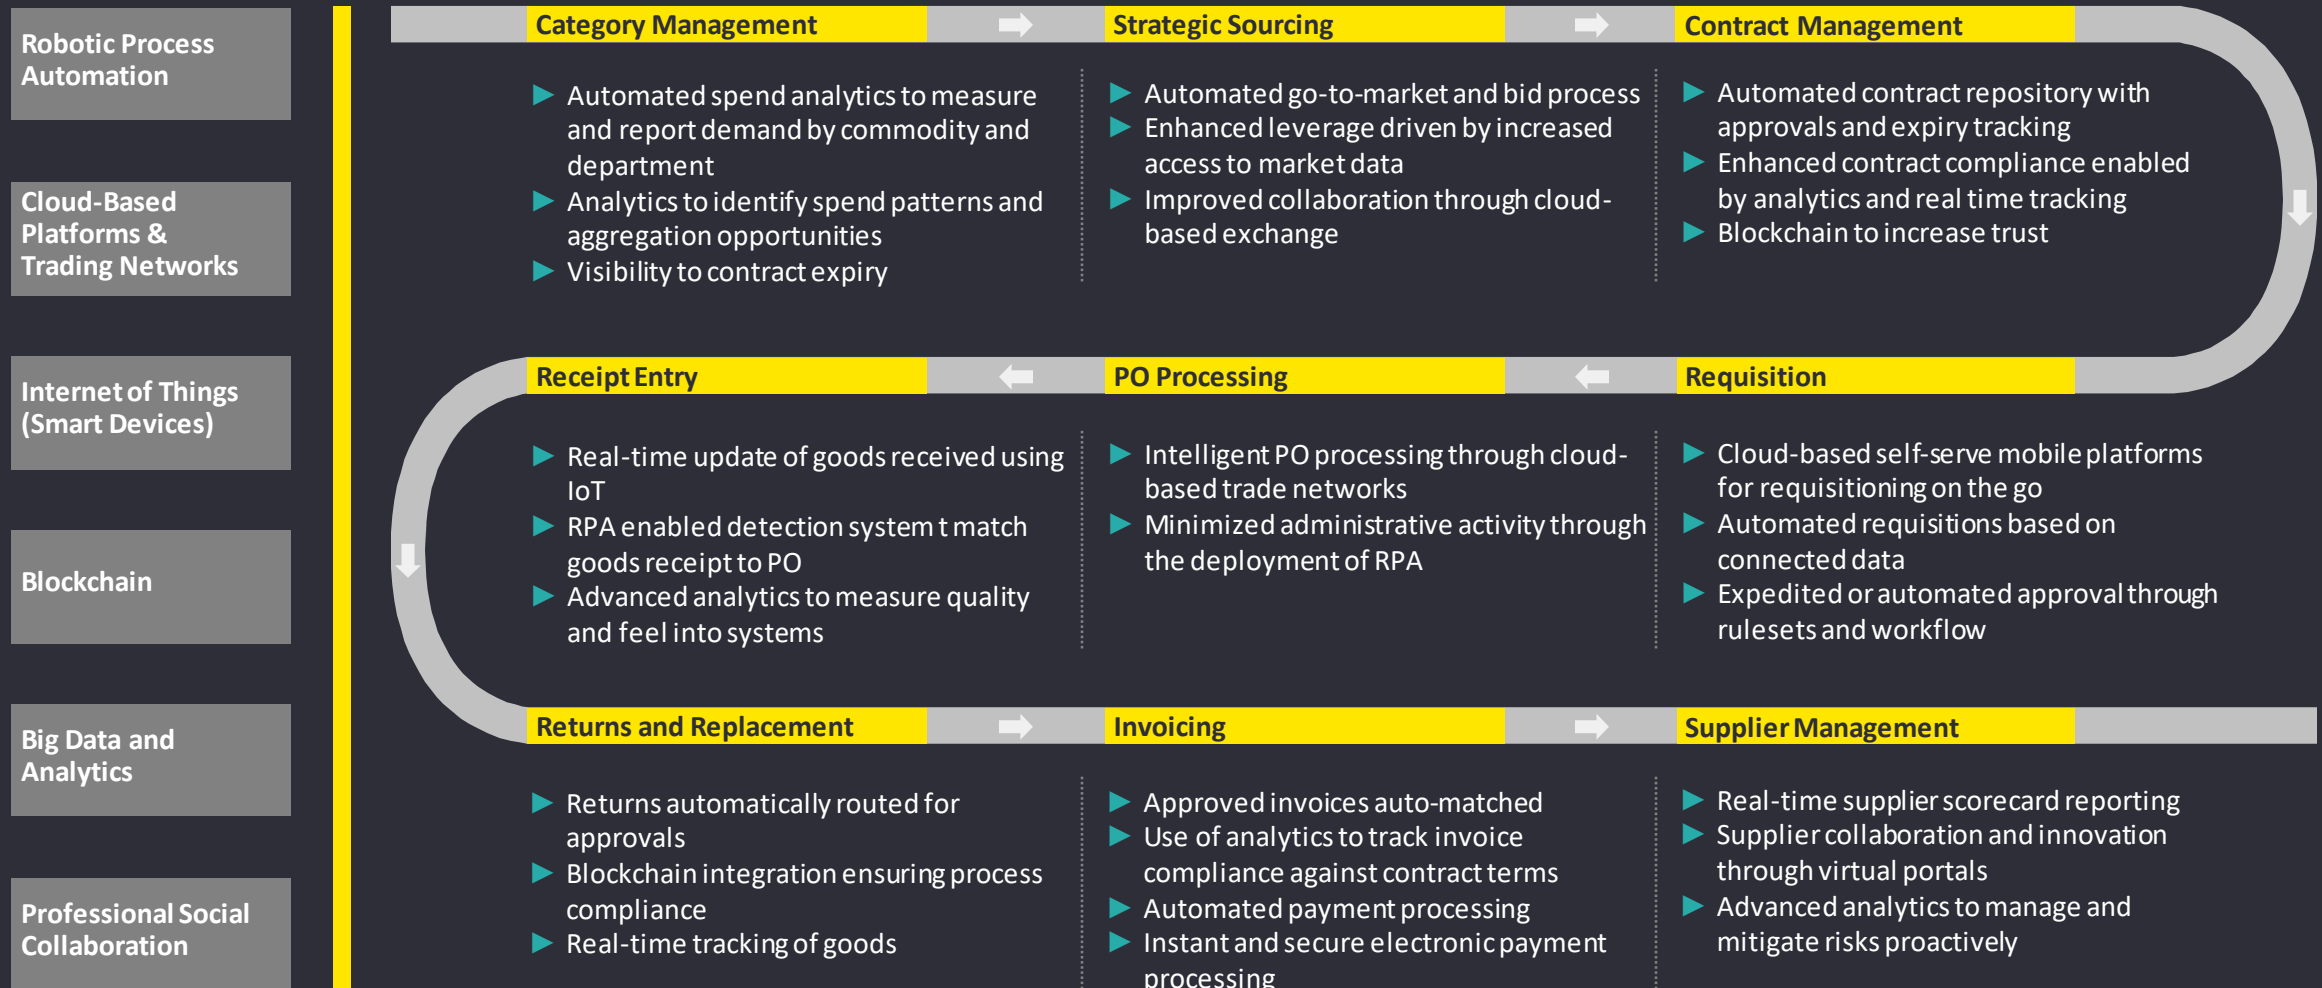 Robotic Process
Automation
Cloud-Based
Platforms &
Trading Networks
Internet of Things
(Smart Devices)
Blockchain
Big Data and
Analytics
Professional Social
Collaboration
Category Management
Automated spend analytics to measure
and report demand by commodity and
department
Analytics to identify spend patterns and
aggregation opportunities
Visibility to contract expiry
Strategic Sourcing
Automated go-to-market and bid process
Enhanced leverage driven by increased
access to market data
Improved collaboration through cloud-
based exchange
Contract Management
Automated contract repository with
approvals and expiry tracking
Enhanced contract compliance enabled
by analytics and real time tracking
Blockchain to increase trust
Requisition
Cloud-based self-serve mobile platforms
for requisitioning on the go
Automated requisitions based on
connected data
Expedited or automated approval through
rulesets and workflow
PO Processing
Intelligent PO processing through cloud-
based trade networks
Minimized administrative activity through
the deployment of RPA
Receipt Entry
Real-time update of goods received using
IoT
RPA enabled detection system t match
goods receipt to PO
Advanced analytics to measure quality
and feel into systems
Returns and Replacement
Returns automatically routed for
approvals
Blockchain integration ensuring process
compliance
Real-time tracking of goods
Invoicing
Approved invoices auto-matched
Use of analytics to track invoice
compliance against contract terms
Automated payment processing
Instant and secure electronic payment
processing
Supplier Management
Real-time supplier scorecard reporting
Supplier collaboration and innovation
through virtual portals
Advanced analytics to manage and
mitigate risks proactively